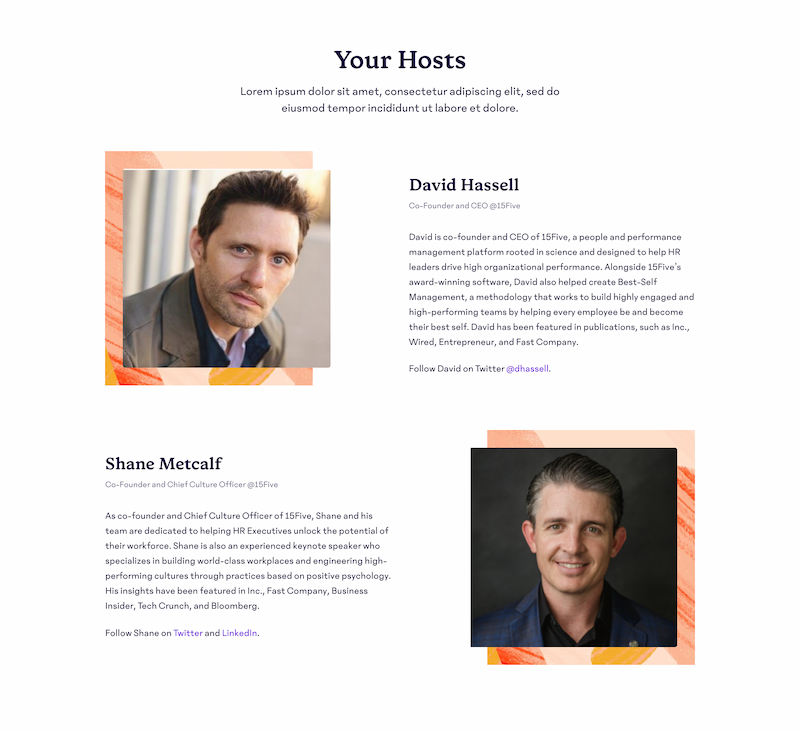 Your Hosts
Lorem ipsum dolor sit amet, consectetur adipiscing elit, sed do
eiusmod tempor incididunt ut labore et dolore.
David Hassell
Co-Founder and CEO @15Five
David is co-founder and CEO of 15Five, a people and performance
management platform rooted in science and designed to help HR
leaders drive high organizational performance. Alongside 15Five's
award-winning software, David also helped create Best-Self
Management, a methodology that works to build highly engaged and
high-performing teams by helping every employee be and become
their best self. David has been featured in publications, such as Inc.,
Wired, Entrepreneur, and Fast Company.
Follow David on Twitter @dhassell.
Shane Metcalf
Co-Founder and Chief Culture Officer @15Five
As co-founder and Chief Culture Officer of 15Five, Shane and his
team are dedicated to helping HR Executives unlock the potential of
their workforce. Shane is also an experienced keynote speaker who
specializes in building world-class workplaces and engineering high-
performing cultures through practices based on positive psychology.
His insights have been featured in Inc., Fast Company, Business
Insider, Tech Crunch, and Bloomberg.
Follow Shane on Twitter and LinkedIn.